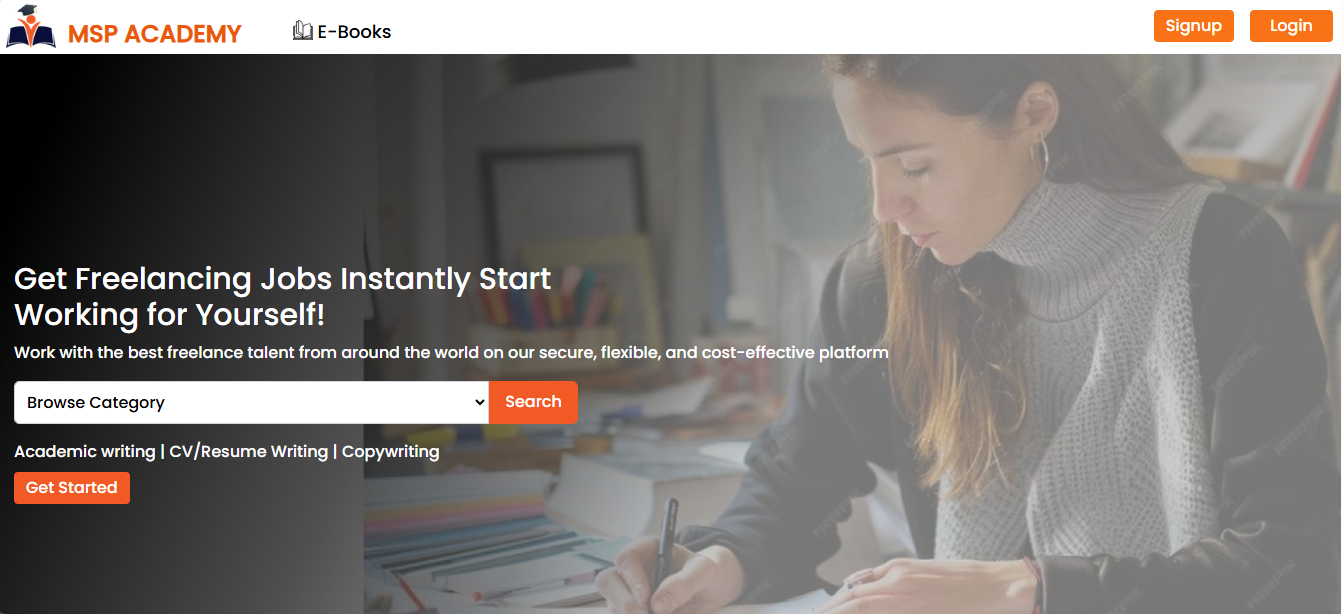 MSP ACADEMY
E-Books
Signup
Login
Get Freelancing Jobs Instantly Start
Working for Yourself!
Work with the best freelance talent from around the world on our secure, flexible, and cost-effective platform
Browse Category
Search
Academic writing | CV/Resume Writing | Copywriting
Get Started